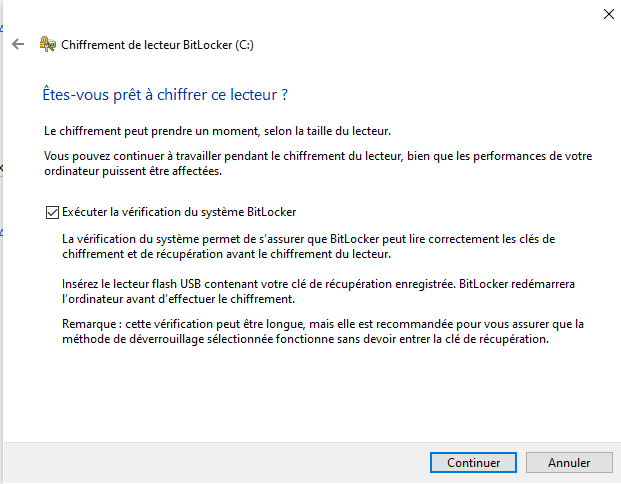 Chiffrement de lecteur BitLocker (C:)
Êtes-vous prêt à chiffrer ce lecteur ?
Le chiffrement peut prendre un moment, selon la taille du lecteur.
Vous pouvez continuer à travailler pendant le chiffrement du lecteur, bien que les performances de votre
ordinateur puissent être affectées.
Exécuter la vérification du système BitLocker
La vérification du système permet de s'assurer que BitLocker peut lire correctement les clés de
chiffrement et de récupération avant le chiffrement du lecteur.
Insérez le lecteur flash USB contenant votre clé de récupération enregistrée. BitLocker redémarrera
l'ordinateur avant d'effectuer le chiffrement.
Remarque : cette vérification peut être longue, mais elle est recommandée pour vous assurer que la
méthode de déverrouillage sélectionnée fonctionne sans devoir entrer la clé de récupération.
Continuer
Annuler